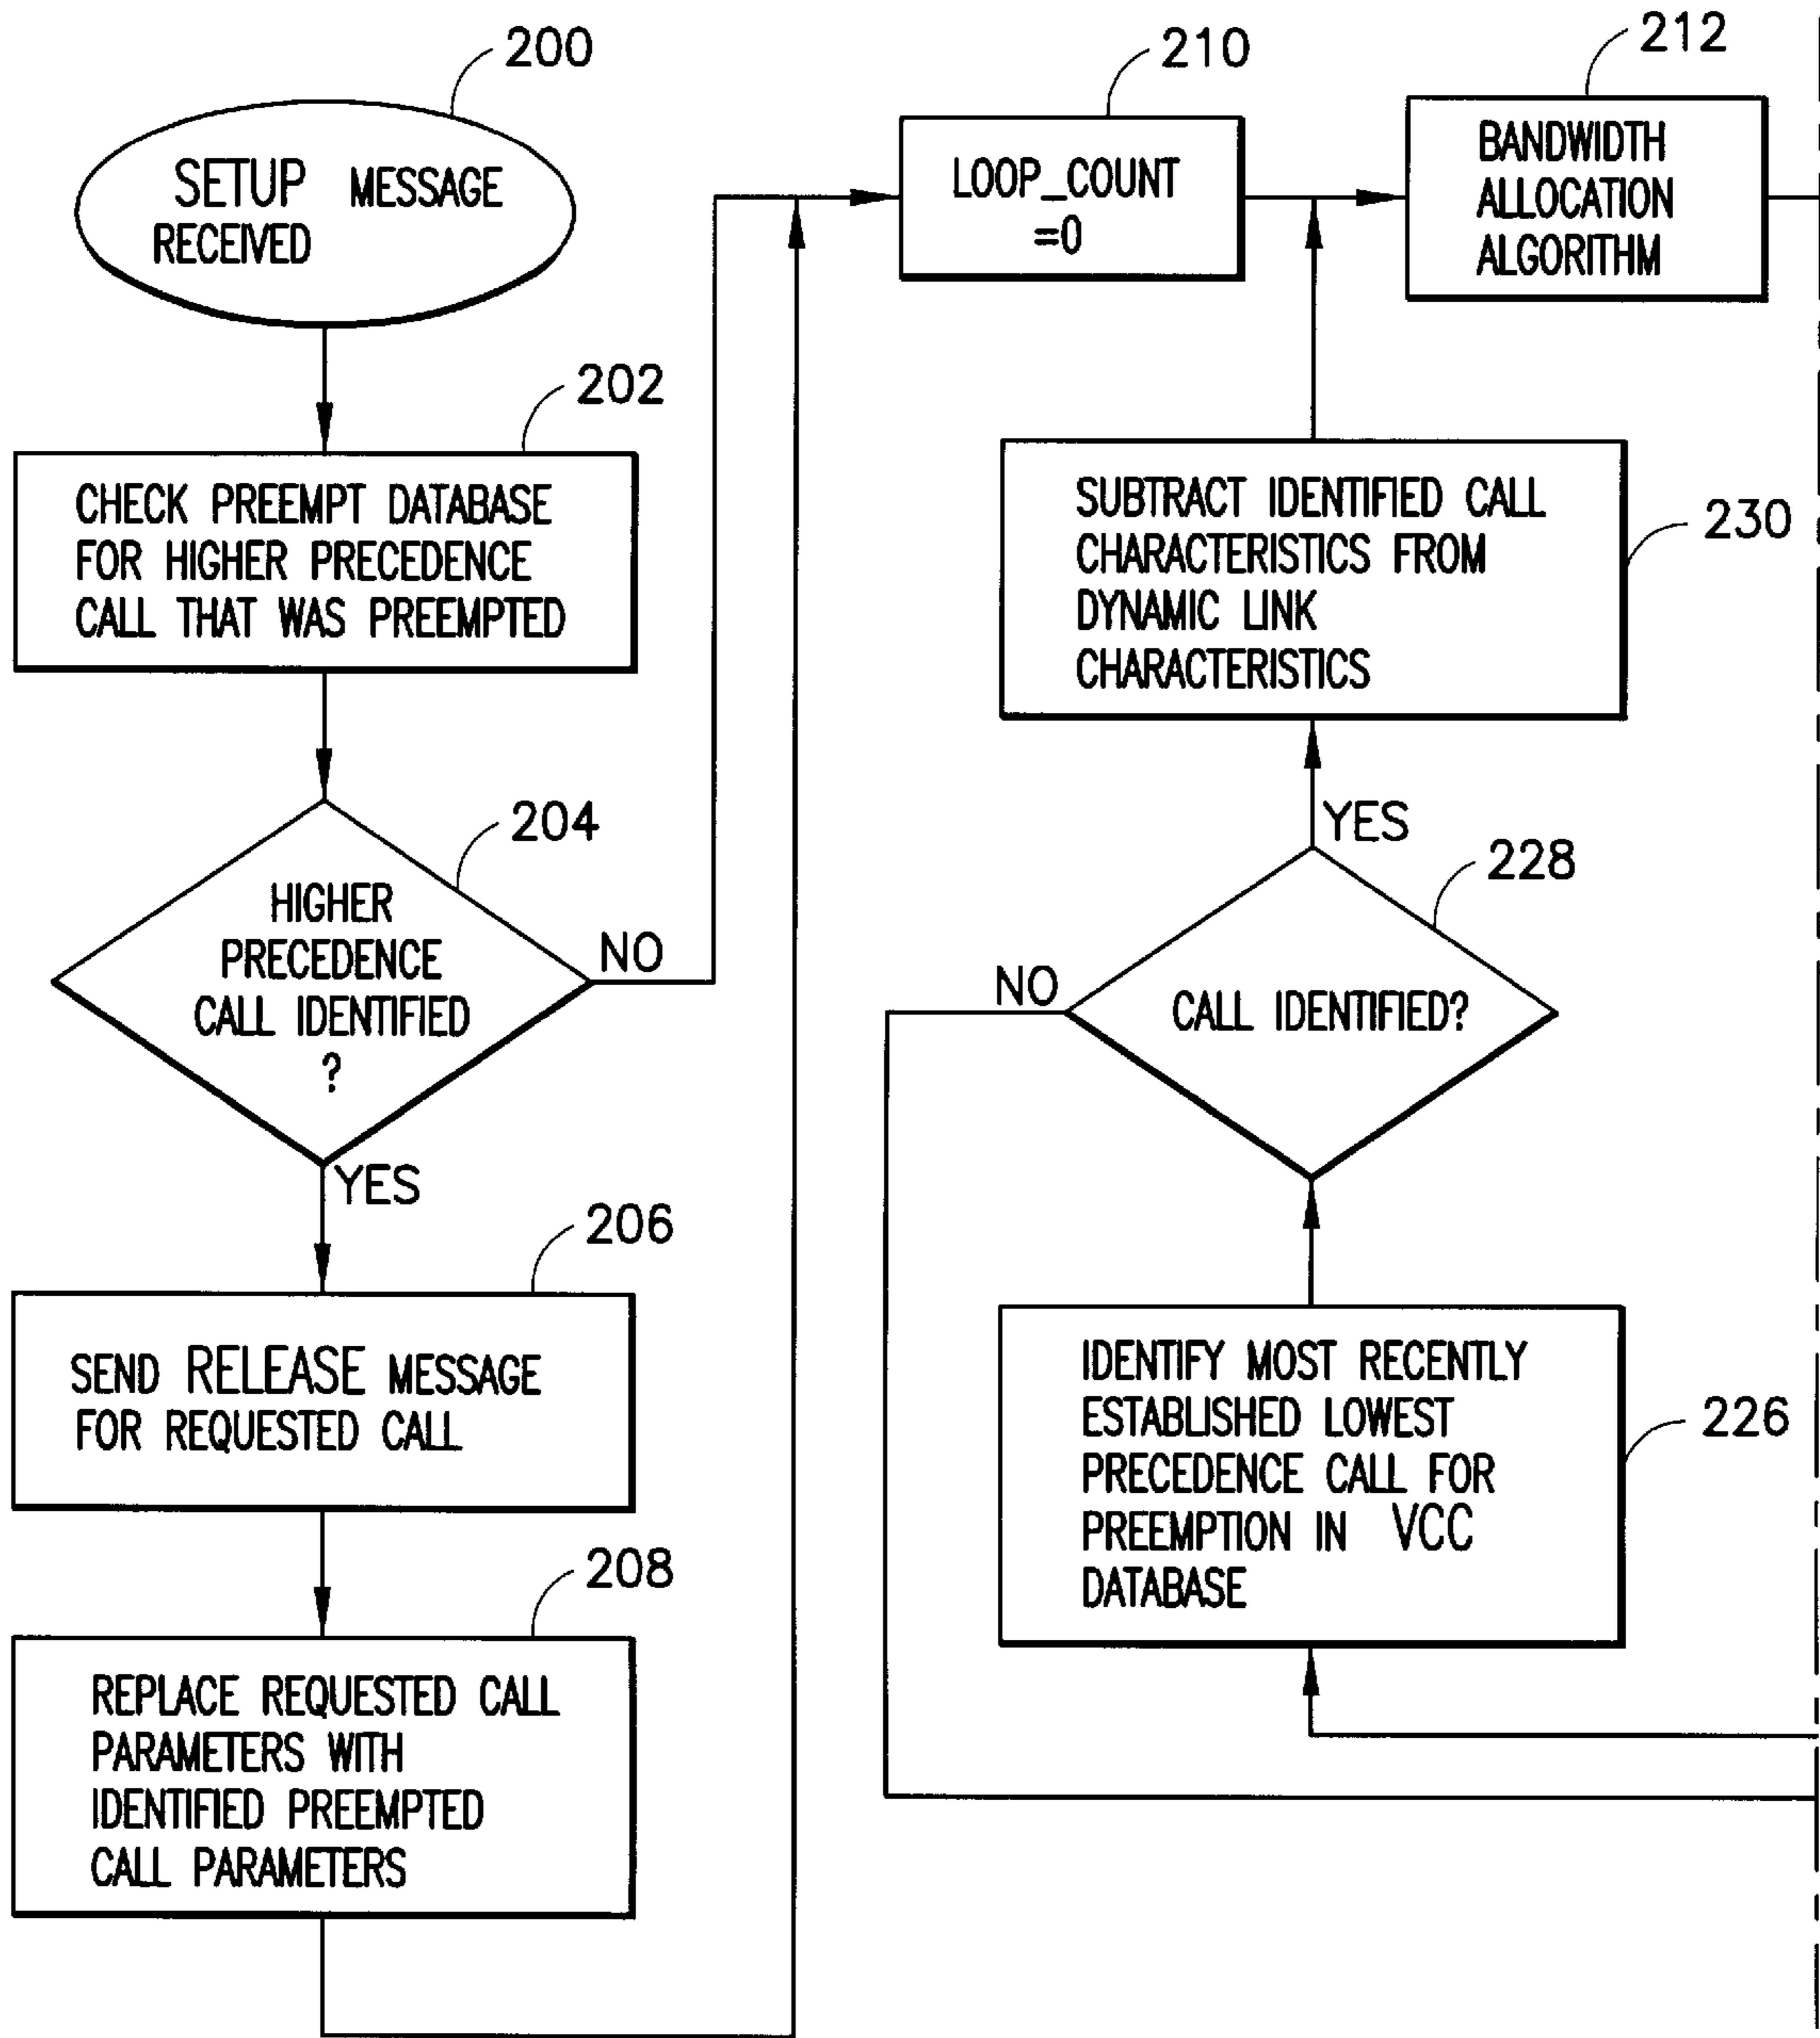 200
SETUP MESSAGE
RECEIVED
202
CHECK PREEMPT DATABASE
FOR HIGHER PRECEDENCE
CALL THAT WAS PREEMPTED
204
HIGHER
PRECEDENCE
CALL IDENTIFIED
?
NO
YES
206
SEND RELEASE MESSAGE
FOR REQUESTED CALL
208
REPLACE REQUESTED CALL
PARAMETERS WITH
IDENTIFIED PREEMPTED
CALL PARAMETERS
210
LOOP_COUNT
=0
212
BANDWIDTH
ALLOCATION
ALGORITHM
SUBTRACT IDENTIFIED CALL
CHARACTERISTICS FROM
DYNAMIC LINK
CHARACTERISTICS
230
YES
228
NO
CALL IDENTIFIED?
IDENTIFY MOST RECENTLY
ESTABLISHED LOWEST
PRECEDENCE CALL FOR
PREEMPTION IN VCC
DATABASE
226